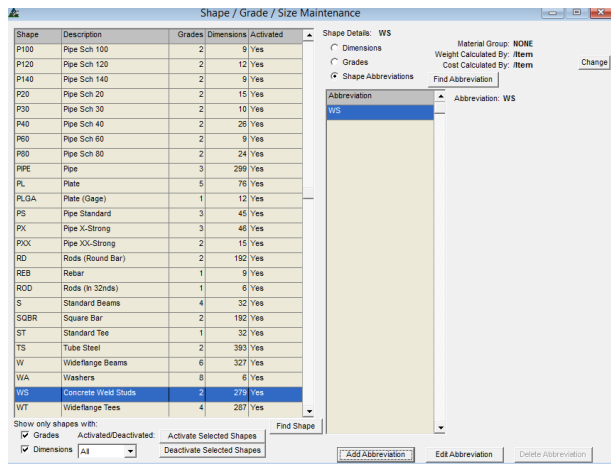 Shape / Grade / Size Maintenance
Shape Description Grades Dimensions Activated
P100 Pipe Sch 100 2 9 Yes
P120 Pipe Sch 120 2 12 Yes
P140 Pipe Sch 140 2 9 Yes
P20 Pipe Sch 20 2 15 Yes
P30 Pipe Sch 30 2 10 Yes
P40 Pipe Sch 40 2 26 Yes
P60 Pipe Sch 60 2 9 Yes
P80 Pipe Sch 80 2 24 Yes
PIPE Pipe 3 299 Yes
PL Plate 5 76 Yes
PLGA Plate (Gage) 1 12 Yes
PS Pipe Standard 3 45 Yes
PX Pipe X-Strong 3 46 Yes
PXX Pipe XX-Strong 2 15 Yes
RD Rods (Round Bar) 2 192 Yes
REB Rebar 1 9 Yes
ROD Rods (In 32nds) 1 6 Yes
S Standard Beams 4 32 Yes
SQBR Square Bar 2 192 Yes
ST Standard Tee 1 32 Yes
TS Tube Steel 2 393 Yes
W Wideflange Beams 6 327 Yes
WA Washers 8 6 Yes
WS Concrete Weld Studs 2 279 Yes
WT Wideflange Tees 4 287 Yes
Show only shapes with:
Grades Activated/Deactivated: Activate Selected Shapes Find Shape
Dimensions All Deactivate Selected Shapes
Shape Details: WS
Dimensions
Grades
Shape Abbreviations
Material Group: NONE
Weight Calculated By: /Item
Cost Calculated By: /Item
Change
Find Abbreviation
Abbreviation
WS
Abbreviation: WS
Add Abbreviation Edit Abbreviation Delete Abbreviation